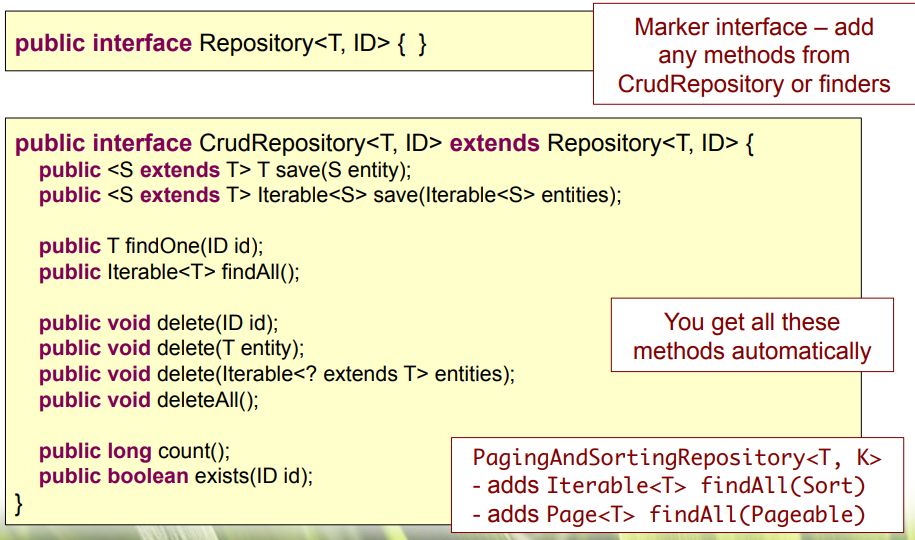 public interface Repository<T, ID> { }
Marker interface – add
any methods from
CrudRepository or finders
public interface CrudRepository<T, ID> extends Repository<T, ID> {
public <S extends T> T save(S entity);
public <S extends T> Iterable<S> save(Iterable<S> entities);
public T findOne(ID id);
public Iterable<T> findAll();
public void delete(ID id);
public void delete(T entity);
public void delete(Iterable<? extends T> entities);
public void deleteAll();
public long count();
public boolean exists(ID id);
}
You get all these
methods automatically
PagingAndSortingRepository<T, K>
- adds Iterable<T> findAll(Sort)
- adds Page<T> findAll(Pageable)